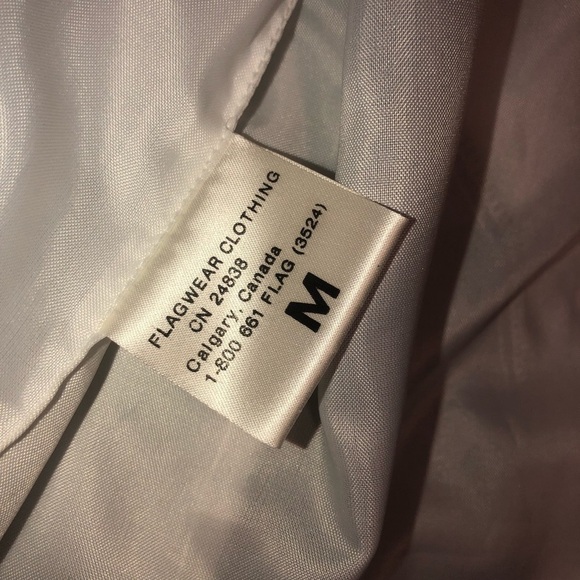 FLAGWEAR CLOTHING
CN 24838
Calgary, Canada
1-800 661 FLAG (3524)
M